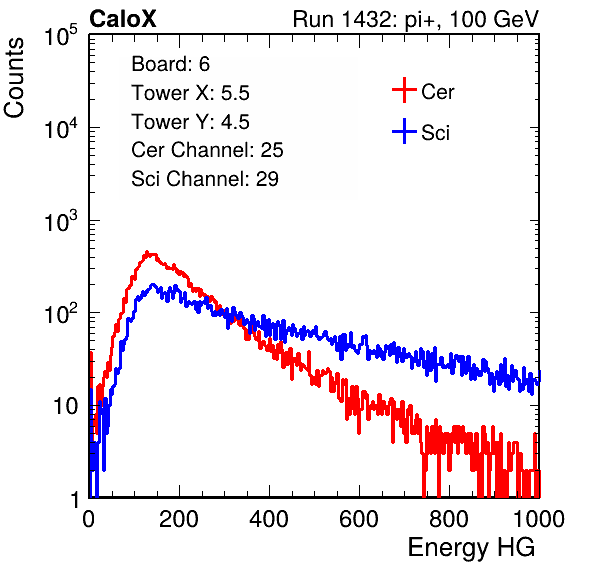 CaloX Run 1432: pi+, 100 GeV
Counts
Board: 6
Tower X: 5.5
Tower Y: 4.5
Cer Channel: 25
Sci Channel: 29
Cer
Sci
10^5
10^4
10^3
10^2
10
1
0 200 400 600 800 1000
Energy HG